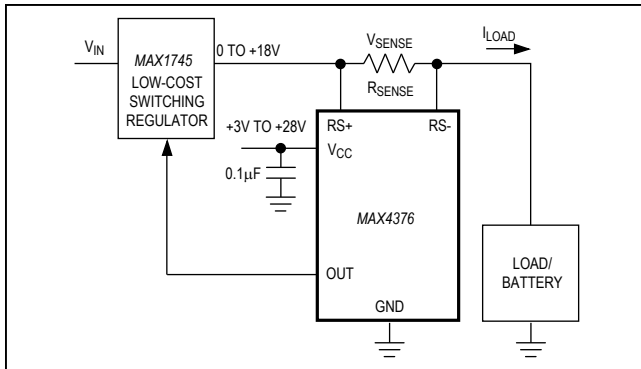 V_IN
MAX1745
LOW-COST
SWITCHING
REGULATOR
0 TO +18V
V_SENSE
R_SENSE
I_LOAD
+3V TO +28V
0.1µF
RS+
RS-
V_CC
MAX4376
OUT
GND
LOAD/
BATTERY